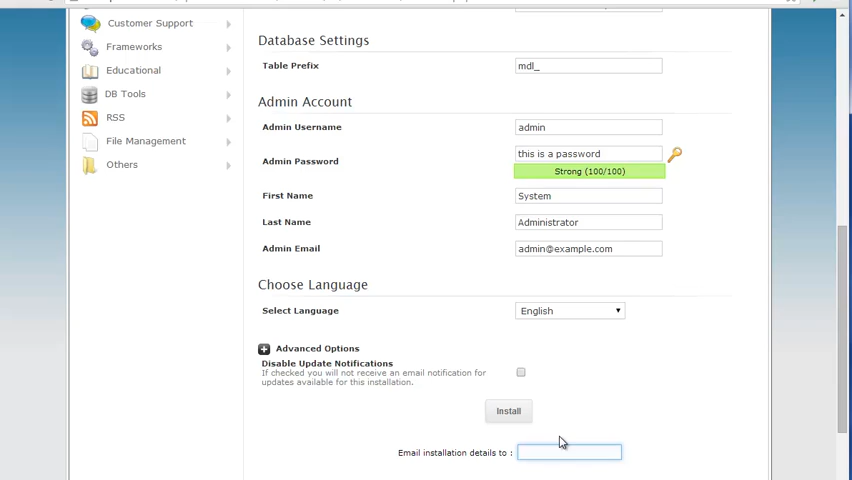 Customer Support
Frameworks
Educational
DB Tools
RSS
File Management
Others
Database Settings
Table Prefix
mdl_
Admin Account
Admin Username
admin
Admin Password
this is a password
Strong (100/100)
First Name
System
Last Name
Administrator
Admin Email
admin@example.com
Choose Language
Select Language
English
Advanced Options
Disable Update Notifications
If checked you will not receive an email notification for
updates available for this installation.
Install
Email installation details to :